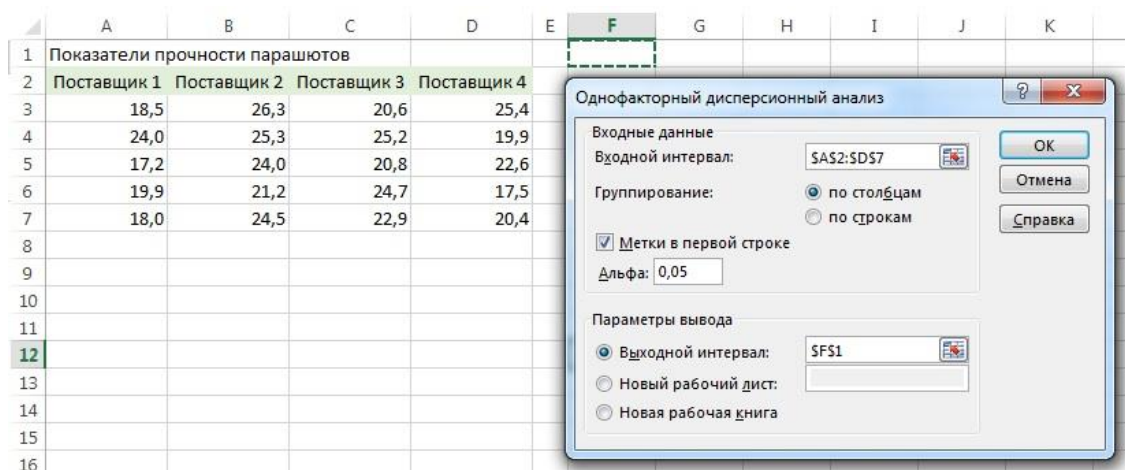 A B C D E F G H I J K
1 Показатели прочности парашютов
2 Поставщик 1 Поставщик 2 Поставщик 3 Поставщик 4
3 18,5 26,3 20,6 25,4
4 24,0 25,3 25,2 19,9
5 17,2 24,0 20,8 22,6
6 19,9 21,2 24,7 17,5
7 18,0 24,5 22,9 20,4
8
9
10
11
12
13
14
15
16
Однофакторный дисперсионный анализ ? X
Входные данные
Входной интервал: $A$2:$D$7
Группирование: по столбцам
по строкам
Метки в первой строке
Альфа: 0,05
Параметры вывода
Выходной интервал: $F$1
Новый рабочий лист:
Новая рабочая книга
ОК
Отмена
Справка